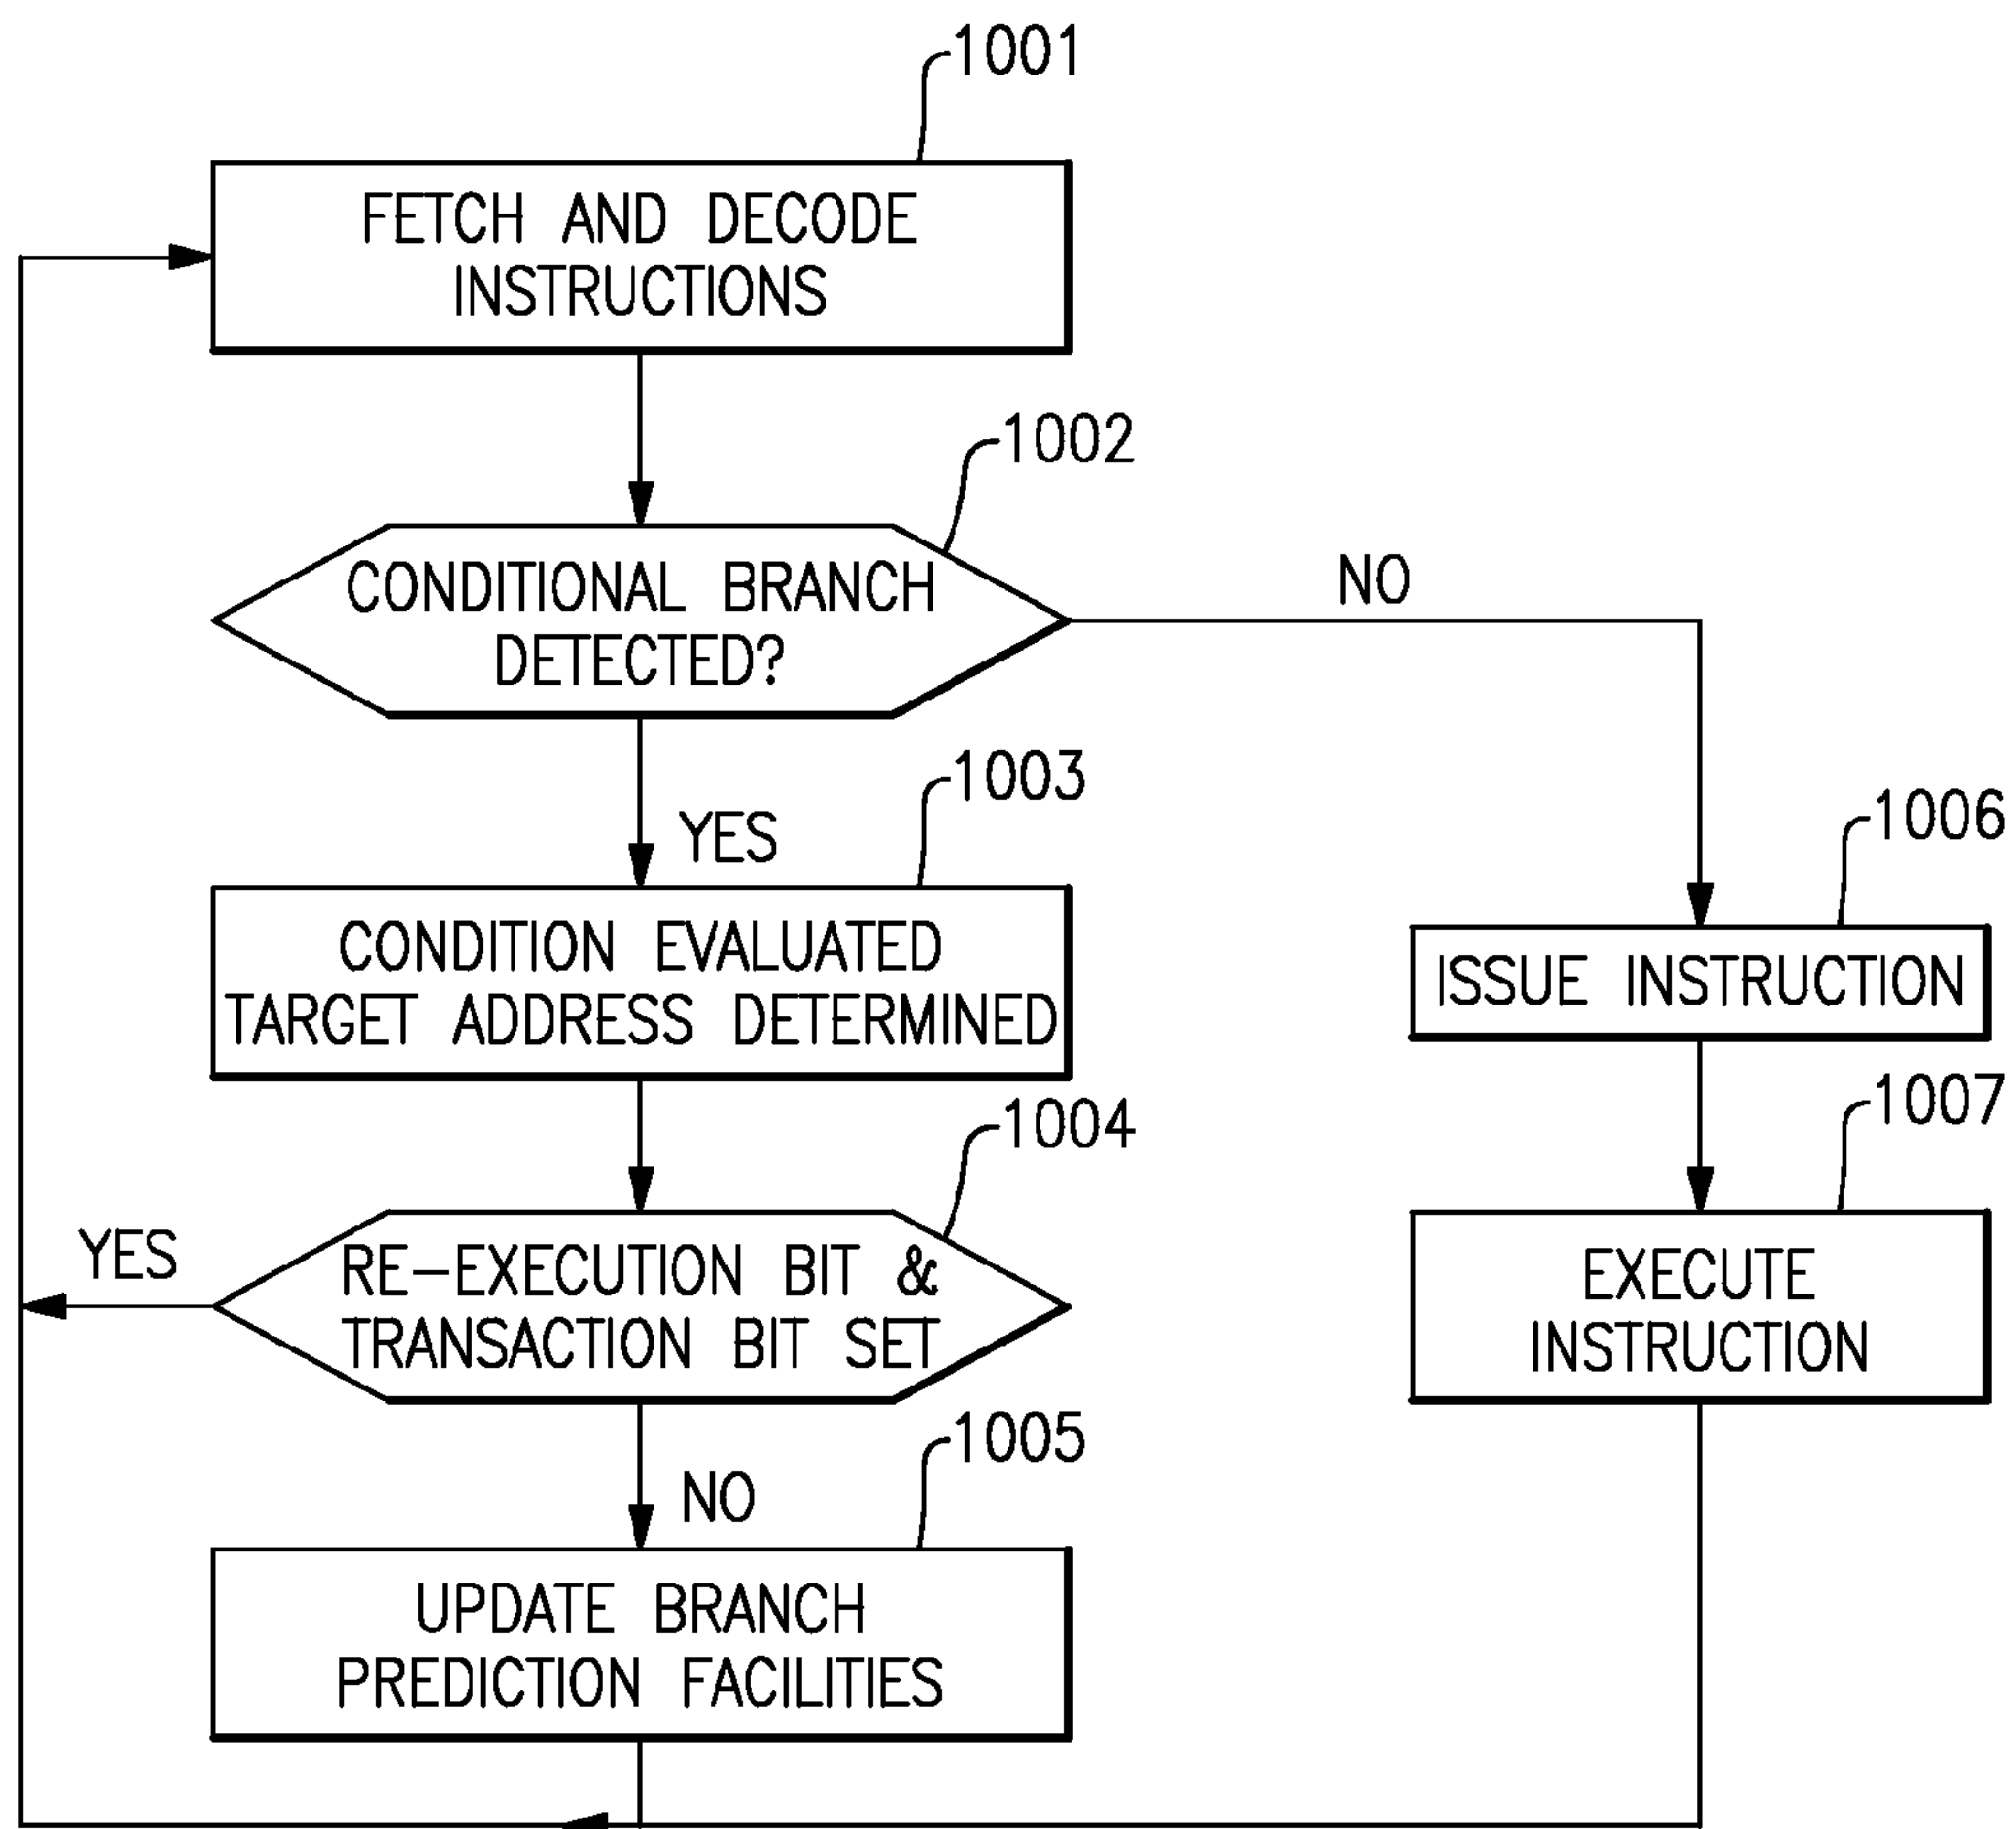 1001
FETCH AND DECODE
INSTRUCTIONS
1002
CONDITIONAL BRANCH
DETECTED?
NO
YES
1003
CONDITION EVALUATED
TARGET ADDRESS DETERMINED
1006
ISSUE INSTRUCTION
1004
RE-EXECUTION BIT &
TRANSACTION BIT SET
YES
1007
EXECUTE
INSTRUCTION
NO
1005
UPDATE BRANCH
PREDICTION FACILITIES